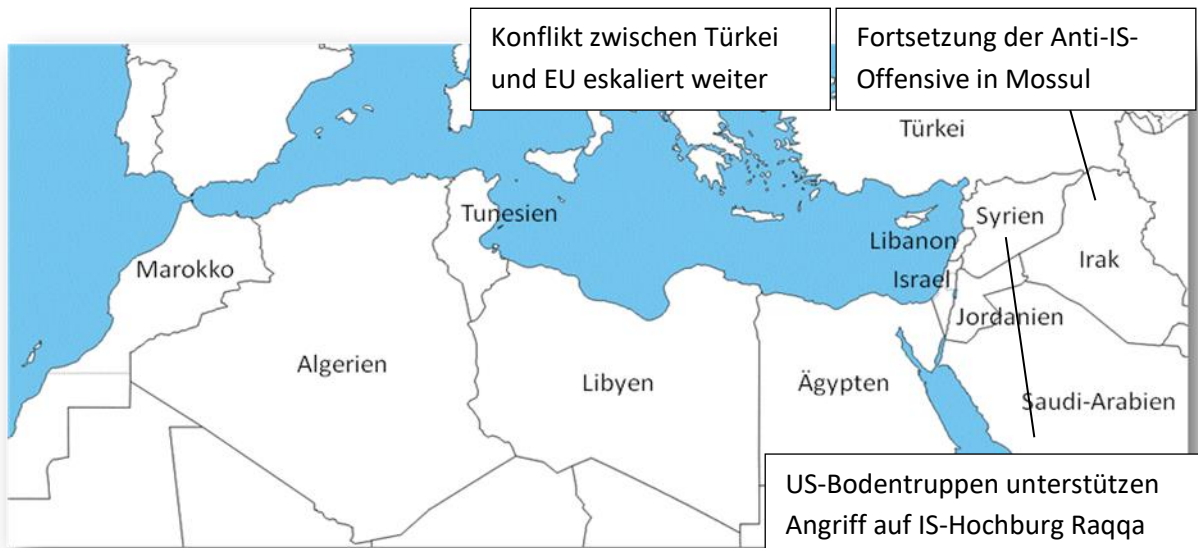 Konflikt zwischen Türkei
und EU eskaliert weiter
Fortsetzung der Anti-IS-
Offensive in Mossul
Türkei
Tunesien
Syrien
Libanon
Marokko
Irak
Israel
Jordanien
Algerien
Libyen
Ägypten
Saudi-Arabien
US-Bodentruppen unterstützen
Angriff auf IS-Hochburg Raqqa